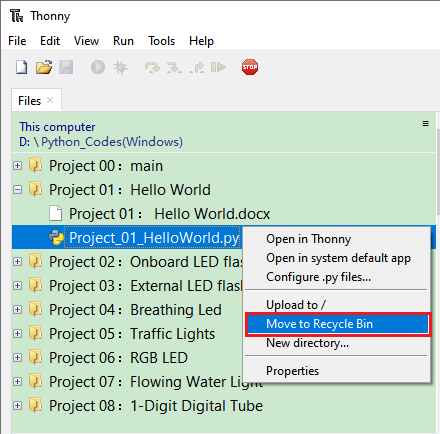 Thonny
File Edit View Run Tools Help
STOP
Files ×
This computer
D: \ Python_Codes(Windows)
Project 00：main
Project 01：Hello World
Project 01： Hello World.docx
Project_01_HelloWorld.py
Open in Thonny
Open in system default app
Configure .py files...
Upload to /
Move to Recycle Bin
New directory...
Properties
Project 02：Onboard LED flas
Project 03：External LED flas
Project 04：Breathing Led
Project 05：Traffic Lights
Project 06：RGB LED
Project 07：Flowing Water Light
Project 08：1-Digit Digital Tube